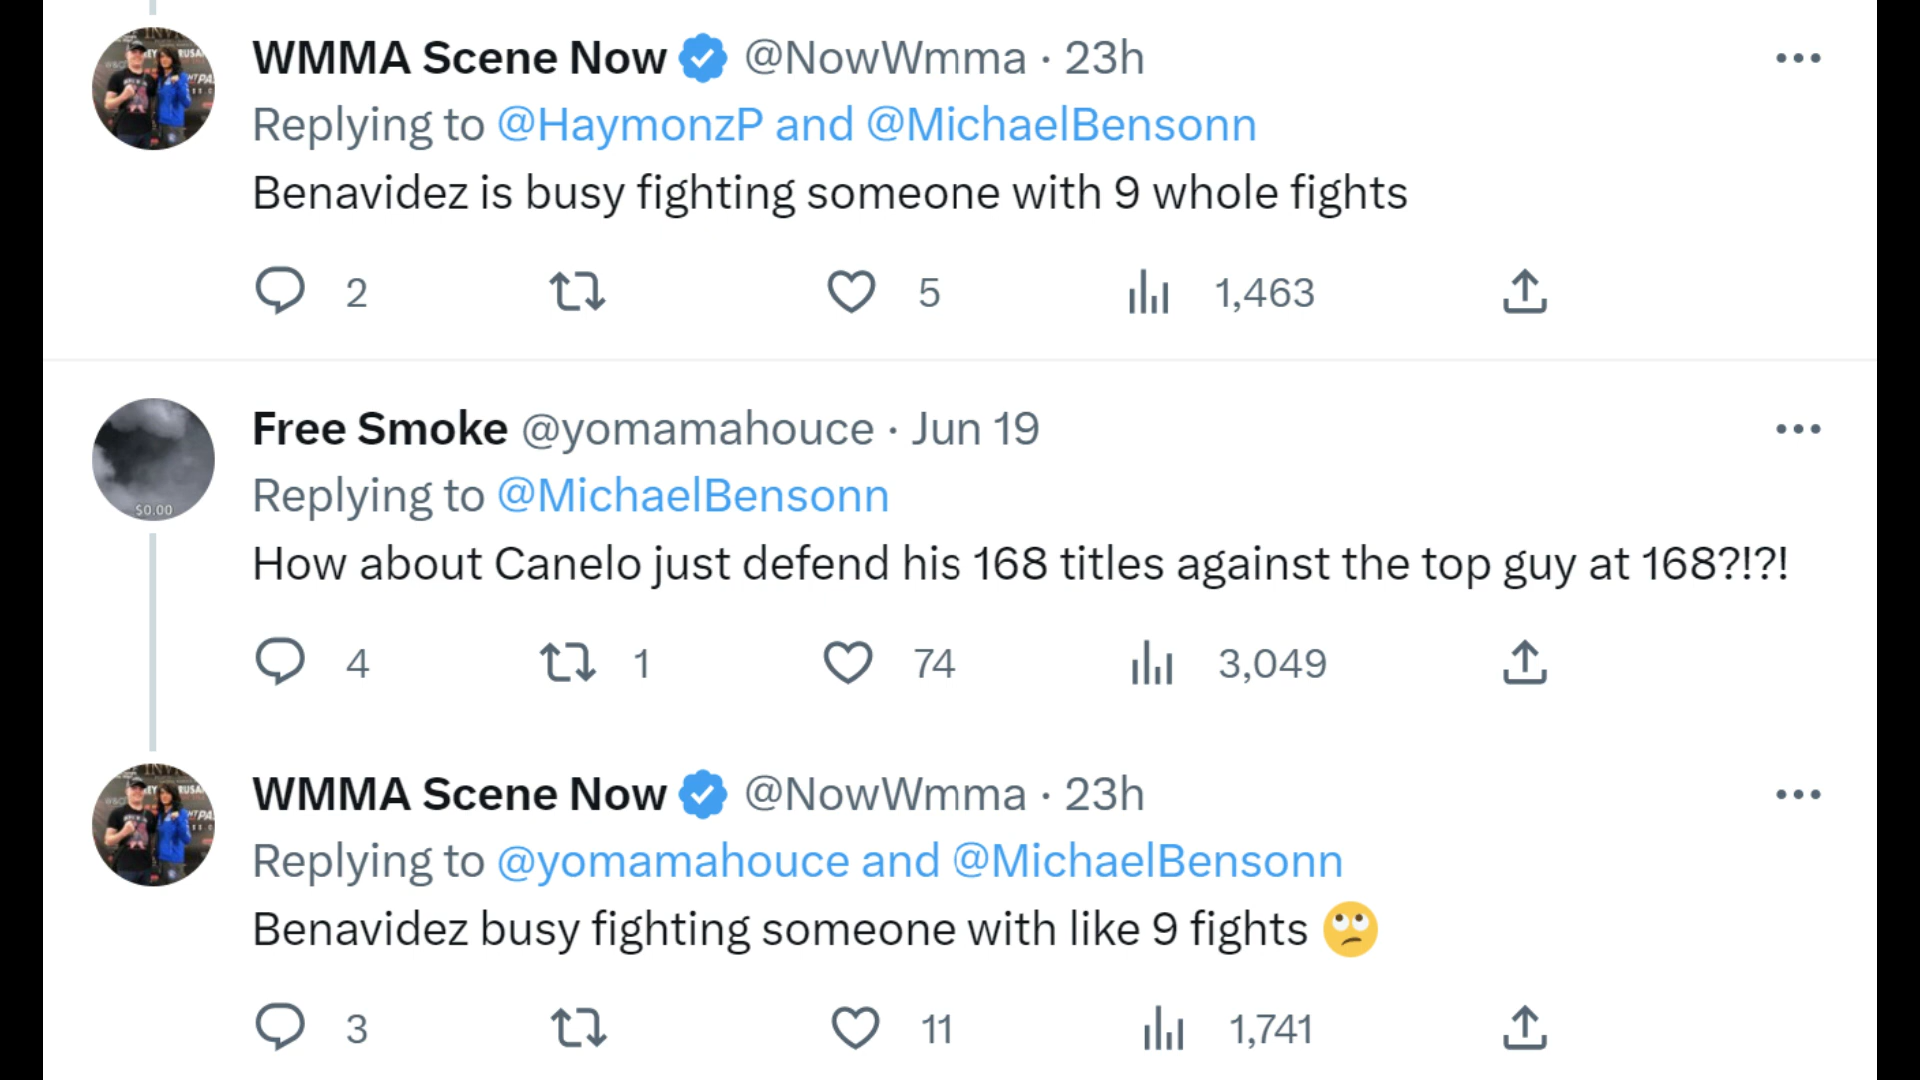 WMMA Scene Now @NowWmma · 23h
Replying to @HaymonzP and @MichaelBensonn
Benavidez is busy fighting someone with 9 whole fights
2 5 1,463
Free Smoke @yomamahouce · Jun 19
$0.00
Replying to @MichaelBensonn
How about Canelo just defend his 168 titles against the top guy at 168?!?!
4 1 74 3,049
WMMA Scene Now @NowWmma · 23h
Replying to @yomamahouce and @MichaelBensonn
Benavidez busy fighting someone with like 9 fights 🙄
3 11 1,741